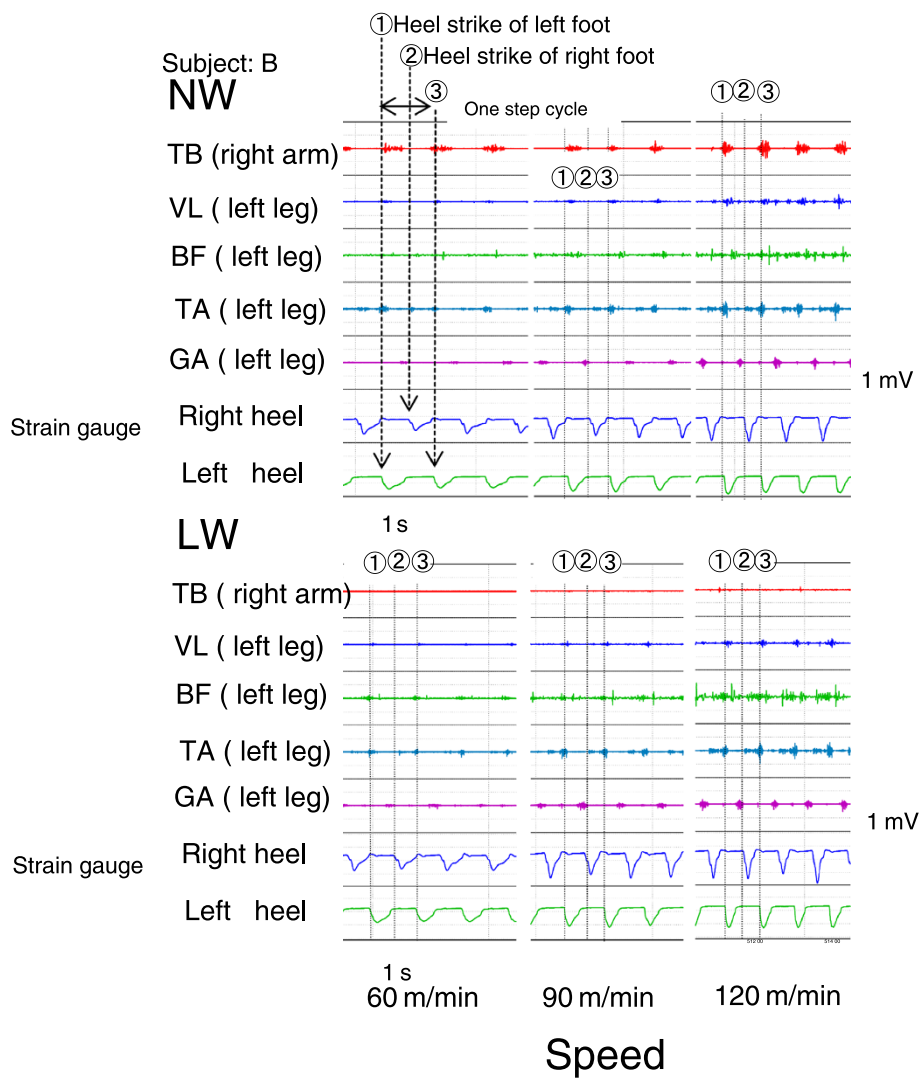 ①Heel strike of left foot
②Heel strike of right foot
Subject: B
NW
③
One step cycle
①②③
TB (right arm)
①②③
VL ( left leg)
BF ( left leg)
TA ( left leg)
GA ( left leg)
1 mV
Strain gauge
Right heel
Left heel
1 s
LW
①②③
①②③
①②③
TB ( right arm)
VL ( left leg)
BF ( left leg)
TA ( left leg)
GA ( left leg)
1 mV
Strain gauge
Right heel
Left heel
512 00
514 00
1 s
60 m/min
90 m/min
120 m/min
Speed